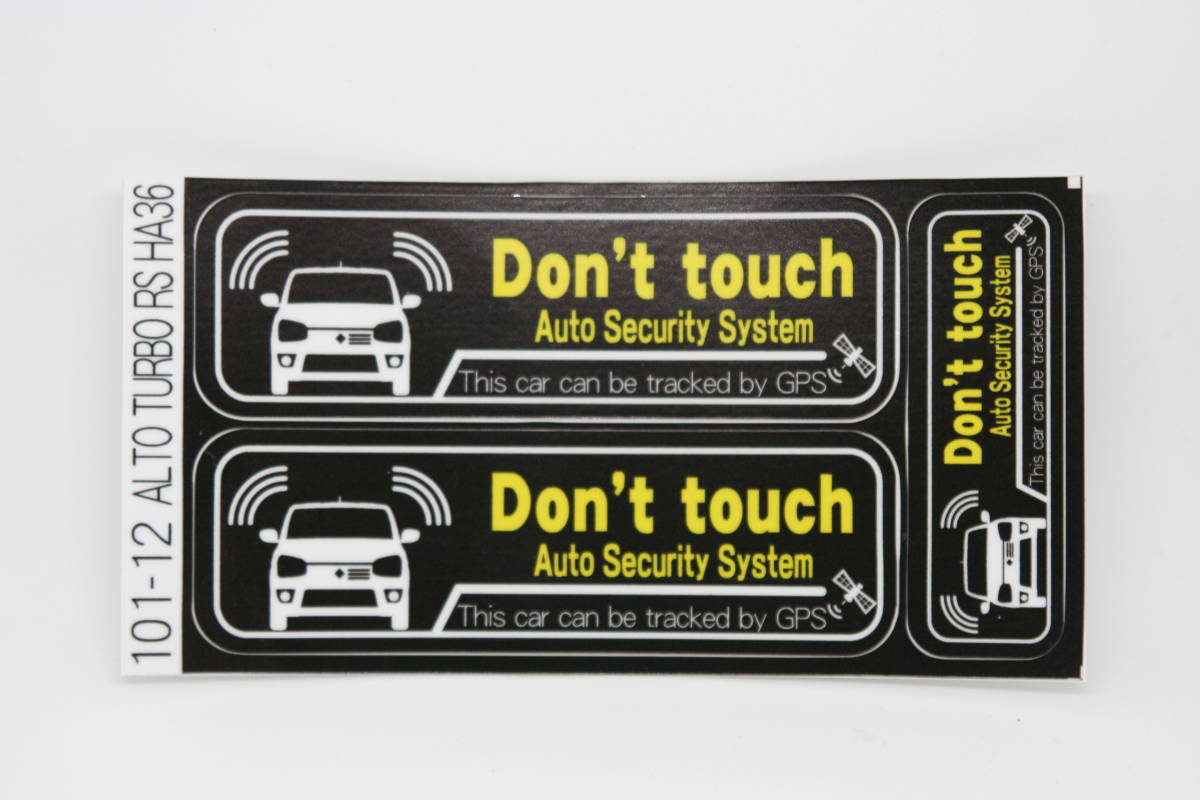 101-12 ALTO TURBO RS HA36
Don't touch
Auto Security System
This car can be tracked by GPS
Don't touch
Auto Security System
This car can be tracked by GPS
Don't touch
Auto Security System
This car can be tracked by GPS